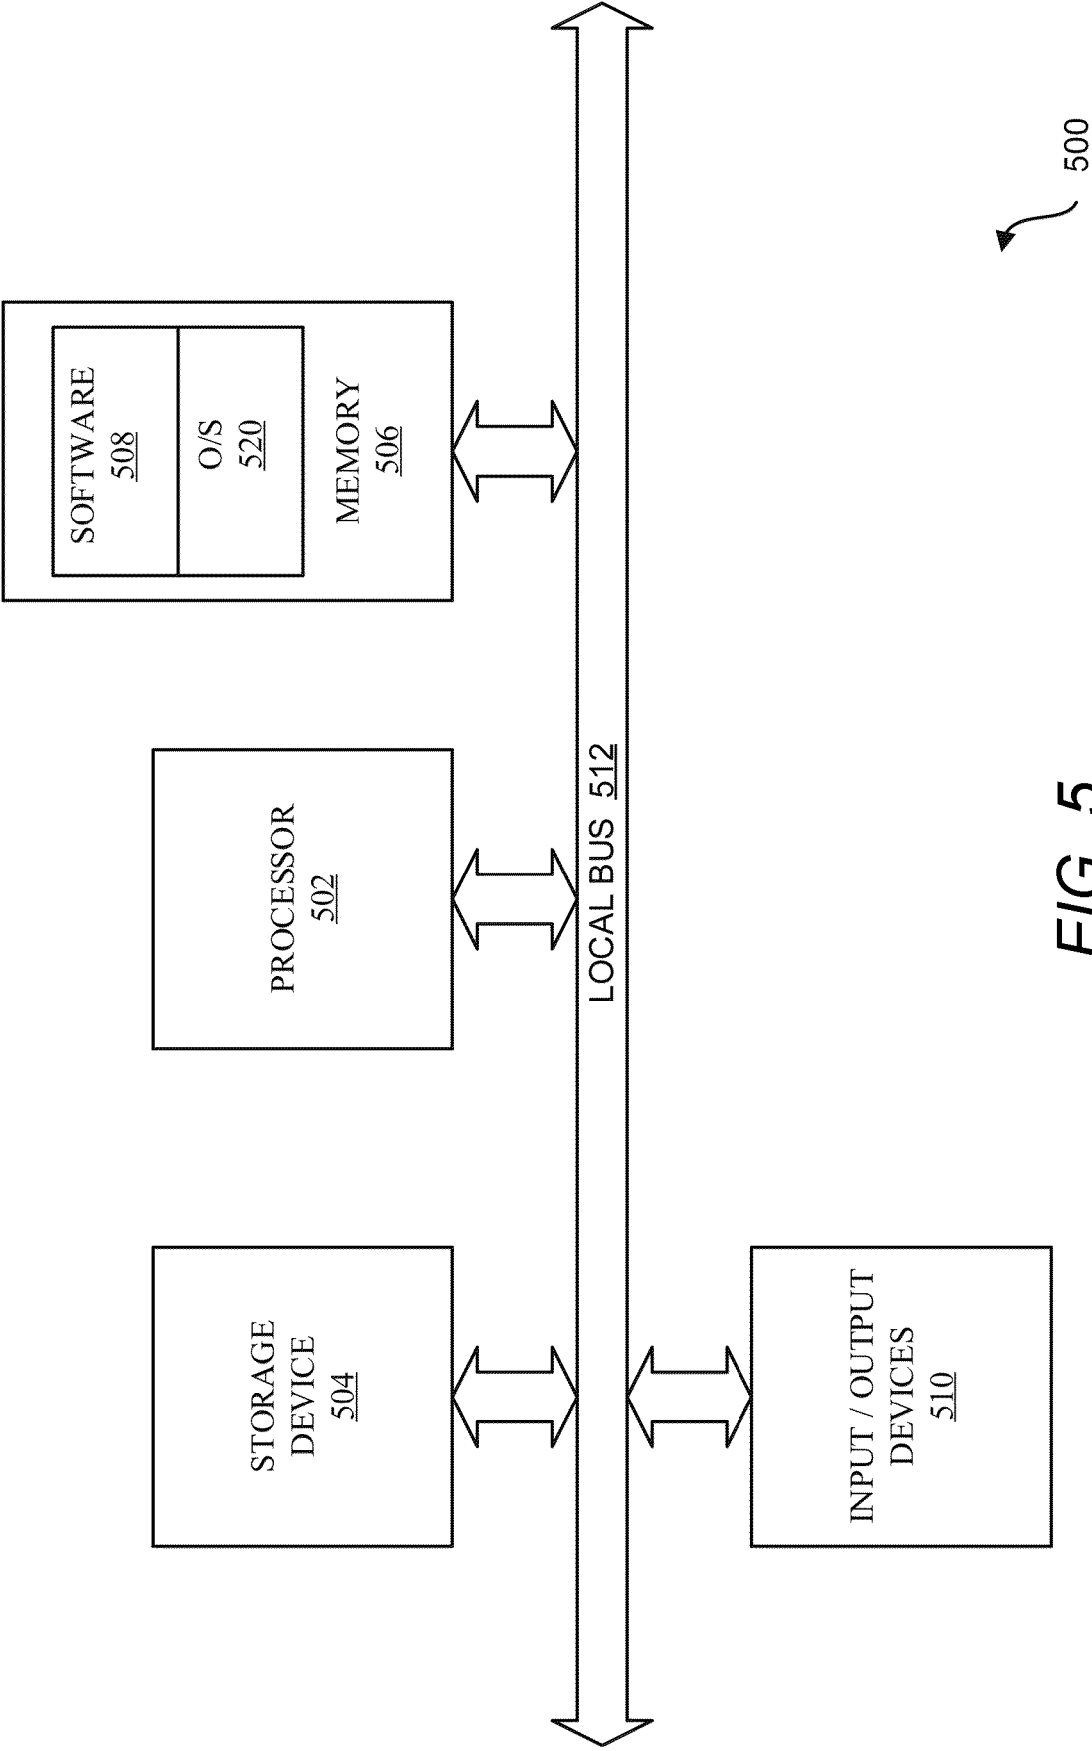 STORAGE
DEVICE
504
PROCESSOR
502
SOFTWARE
508
O/S
520
MEMORY
506
LOCAL BUS 512
INPUT / OUTPUT
DEVICES
510
500
FIG. 5